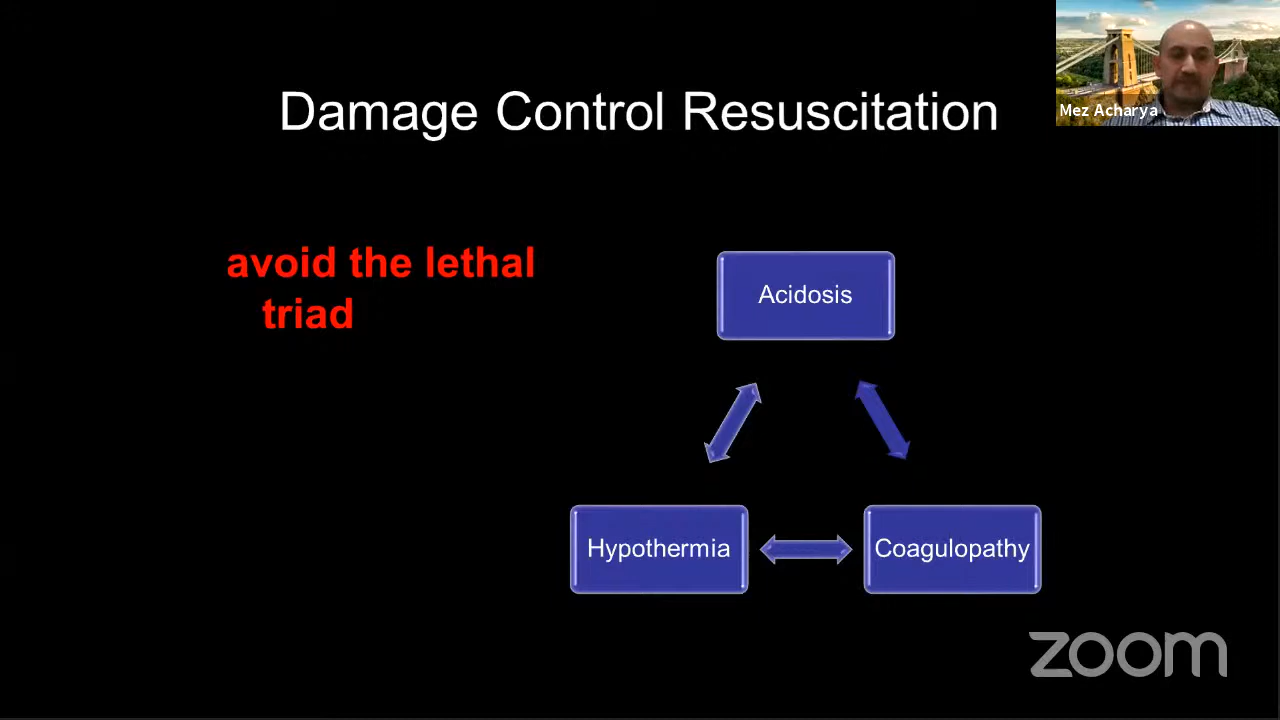 Mez Acharya
Damage Control Resuscitation
avoid the lethal
triad
Acidosis
Hypothermia
Coagulopathy
zoom